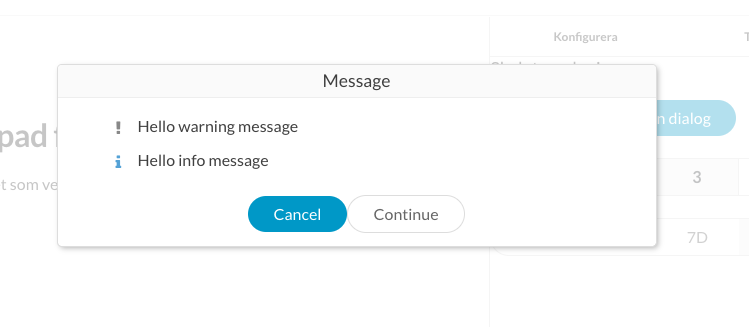 Konfigurera
Message
pad
Hello warning message
n dialog
Hello info message
t som ve
3
Cancel
Continue
7D